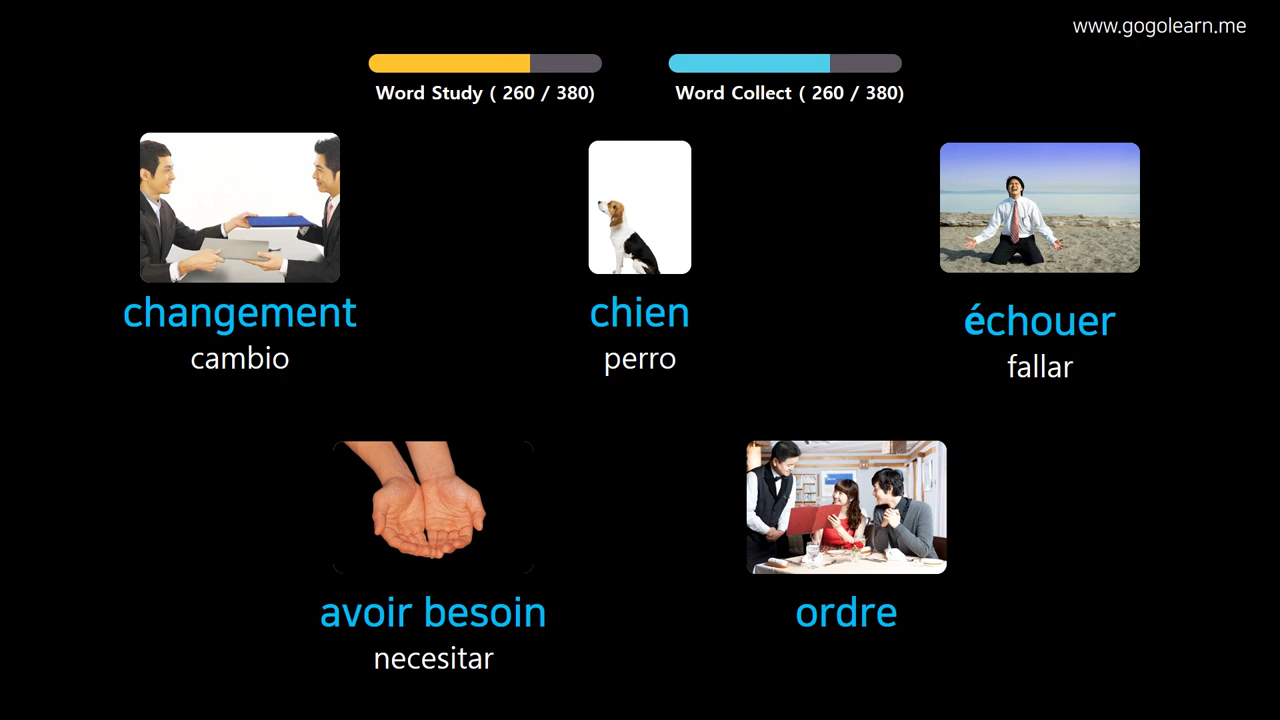 www.gogolearn.me
Word Study ( 260 / 380)
Word Collect ( 260 / 380)
changement
cambio
chien
perro
échouer
fallar
avoir besoin
necesitar
ordre